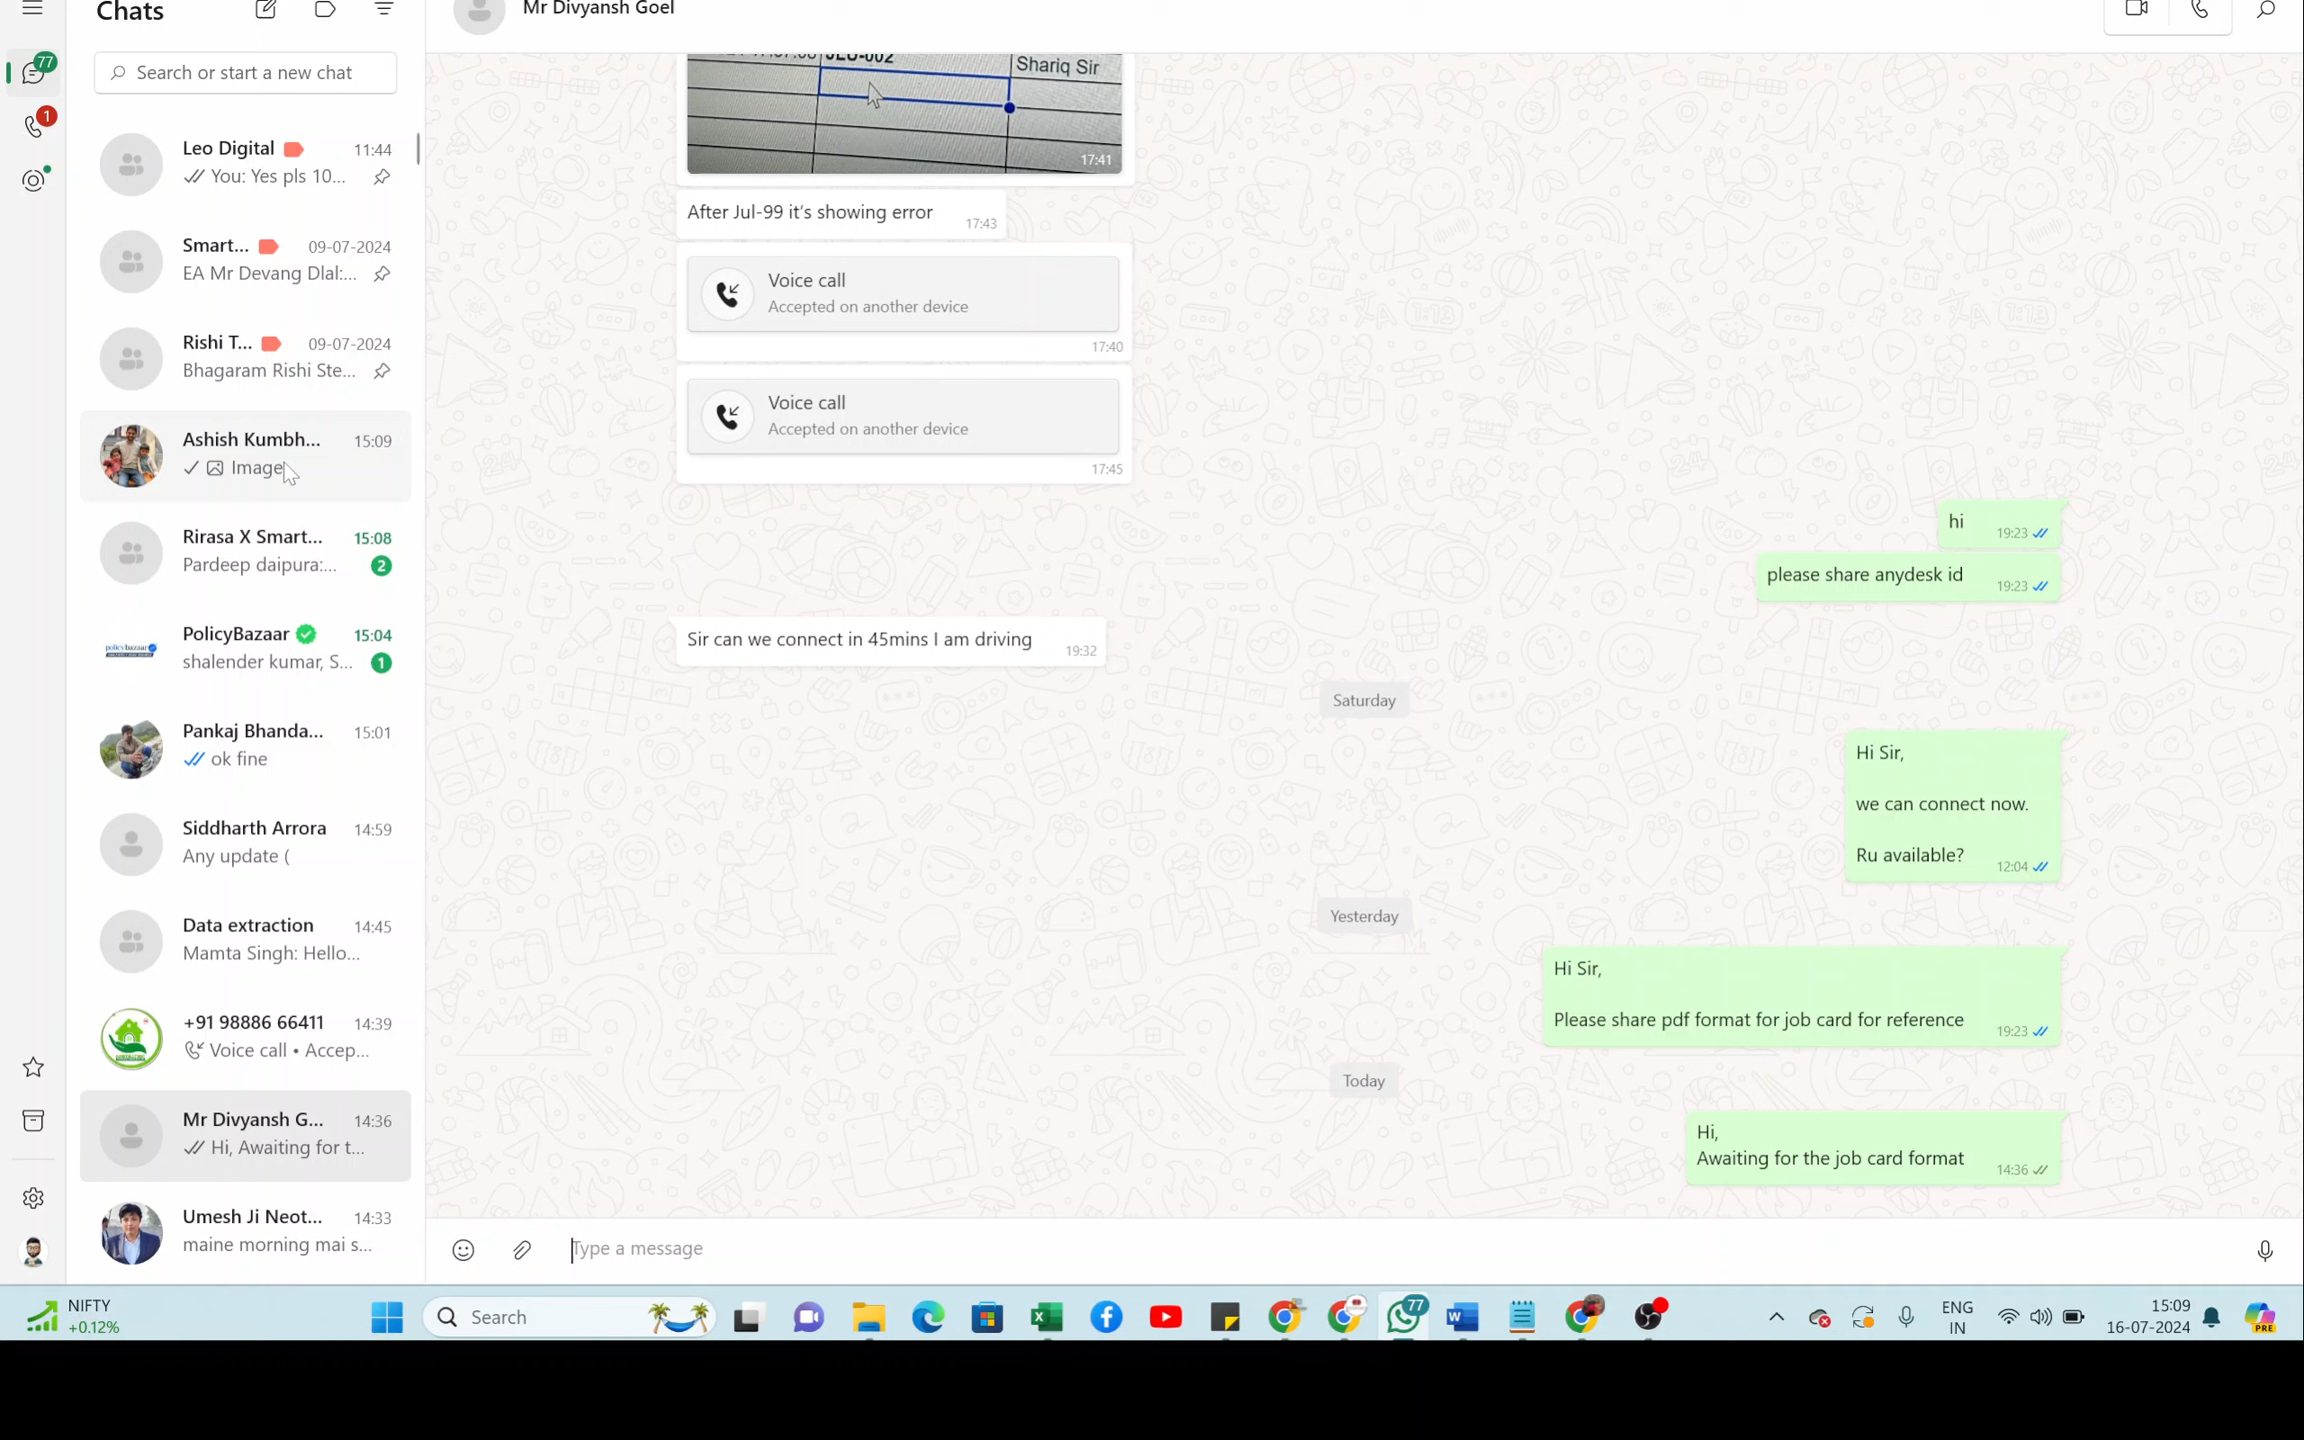 Chats
77
1
Search or start a new chat
Leo Digital 11:44
You: Yes pls 10...
Smart... 09-07-2024
EA Mr Devang Dlal:...
Rishi T... 09-07-2024
Bhagaram Rishi Ste...
Ashish Kumbh... 15:09
Image
Rirasa X Smart... 15:08
Pardeep daipura:... 2
PolicyBazaar 15:04
shalender kumar, S... 1
policybazaar
Pankaj Bhanda... 15:01
ok fine
Siddharth Arrora 14:59
Any update (
Data extraction 14:45
Mamta Singh: Hello...
+91 98886 66411 14:39
Voice call • Accep...
Mr Divyansh G... 14:36
Hi, Awaiting for t...
Umesh Ji Neot... 14:33
maine morning mai s...
Mr Divyansh Goel
Shariq Sir
17:41
After Jul-99 it's showing error 17:43
Voice call
Accepted on another device
17:40
Voice call
Accepted on another device
17:45
hi 19:23
please share anydesk id 19:23
Sir can we connect in 45mins I am driving 19:32
Saturday
Hi Sir,
we can connect now.
Ru available? 12:04
Yesterday
Hi Sir,
Please share pdf format for job card for reference 19:23
Today
Hi,
Awaiting for the job card format 14:36
Type a message
NIFTY
+0.12%
Search
77
ENG
IN
15:09
16-07-2024
PRE